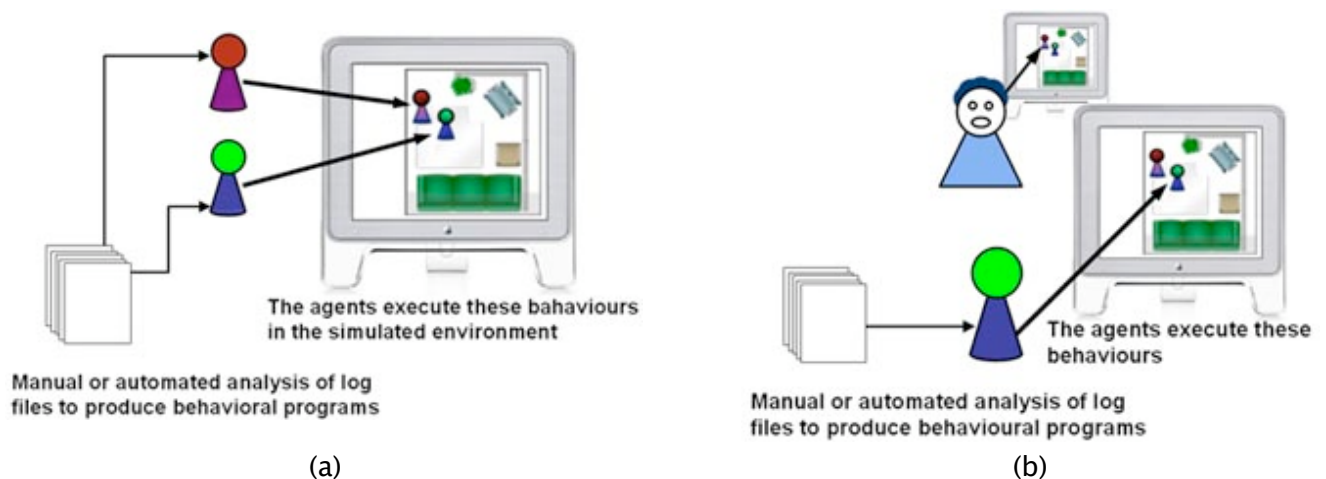 The agents execute these bahaviours
in the simulated environment
Manual or automated analysis of log
files to produce behavioral programs
(a)
The agents execute these
behaviours
Manual or automated analysis of log
files to produce behavioural programs
(b)